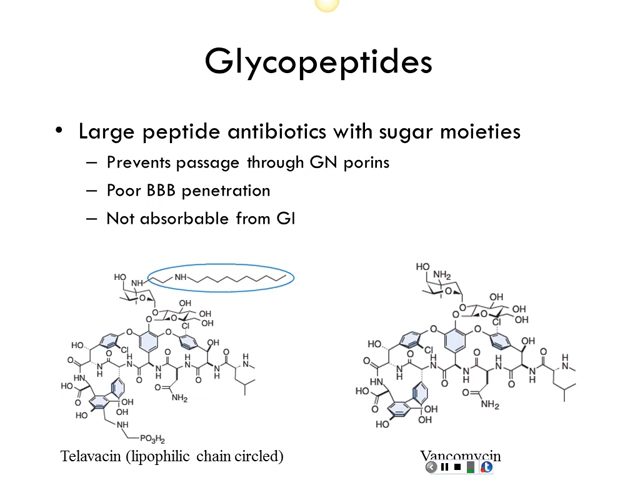 Glycopeptides
• Large peptide antibiotics with sugar moieties
– Prevents passage through GN porins
– Poor BBB penetration
– Not absorbable from GI
Telavacin (lipophilic chain circled)
Vancomycin